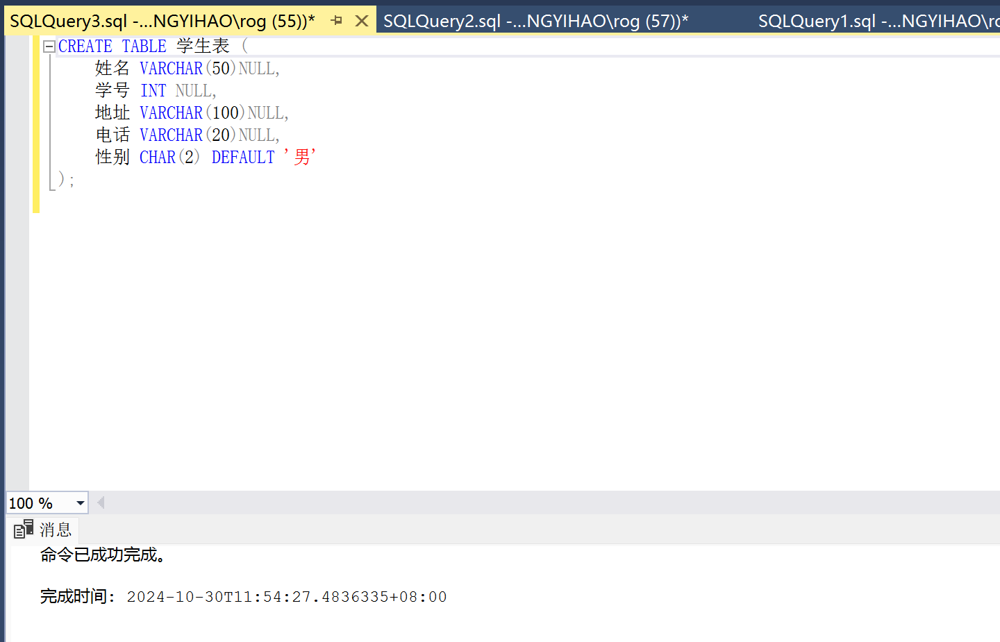 SQLQuery3.sql -...NGYIHAO\rog (55))*
SQLQuery2.sql -...NGYIHAO\rog (57))*
SQLQuery1.sql -...NGYIHAO\ro
CREATE TABLE 学生表 (
姓名 VARCHAR(50)NULL,
学号 INT NULL,
地址 VARCHAR(100)NULL,
电话 VARCHAR(20)NULL,
性别 CHAR(2) DEFAULT '男'
);
100 %
消息
命令已成功完成。
完成时间: 2024-10-30T11:54:27.4836335+08:00